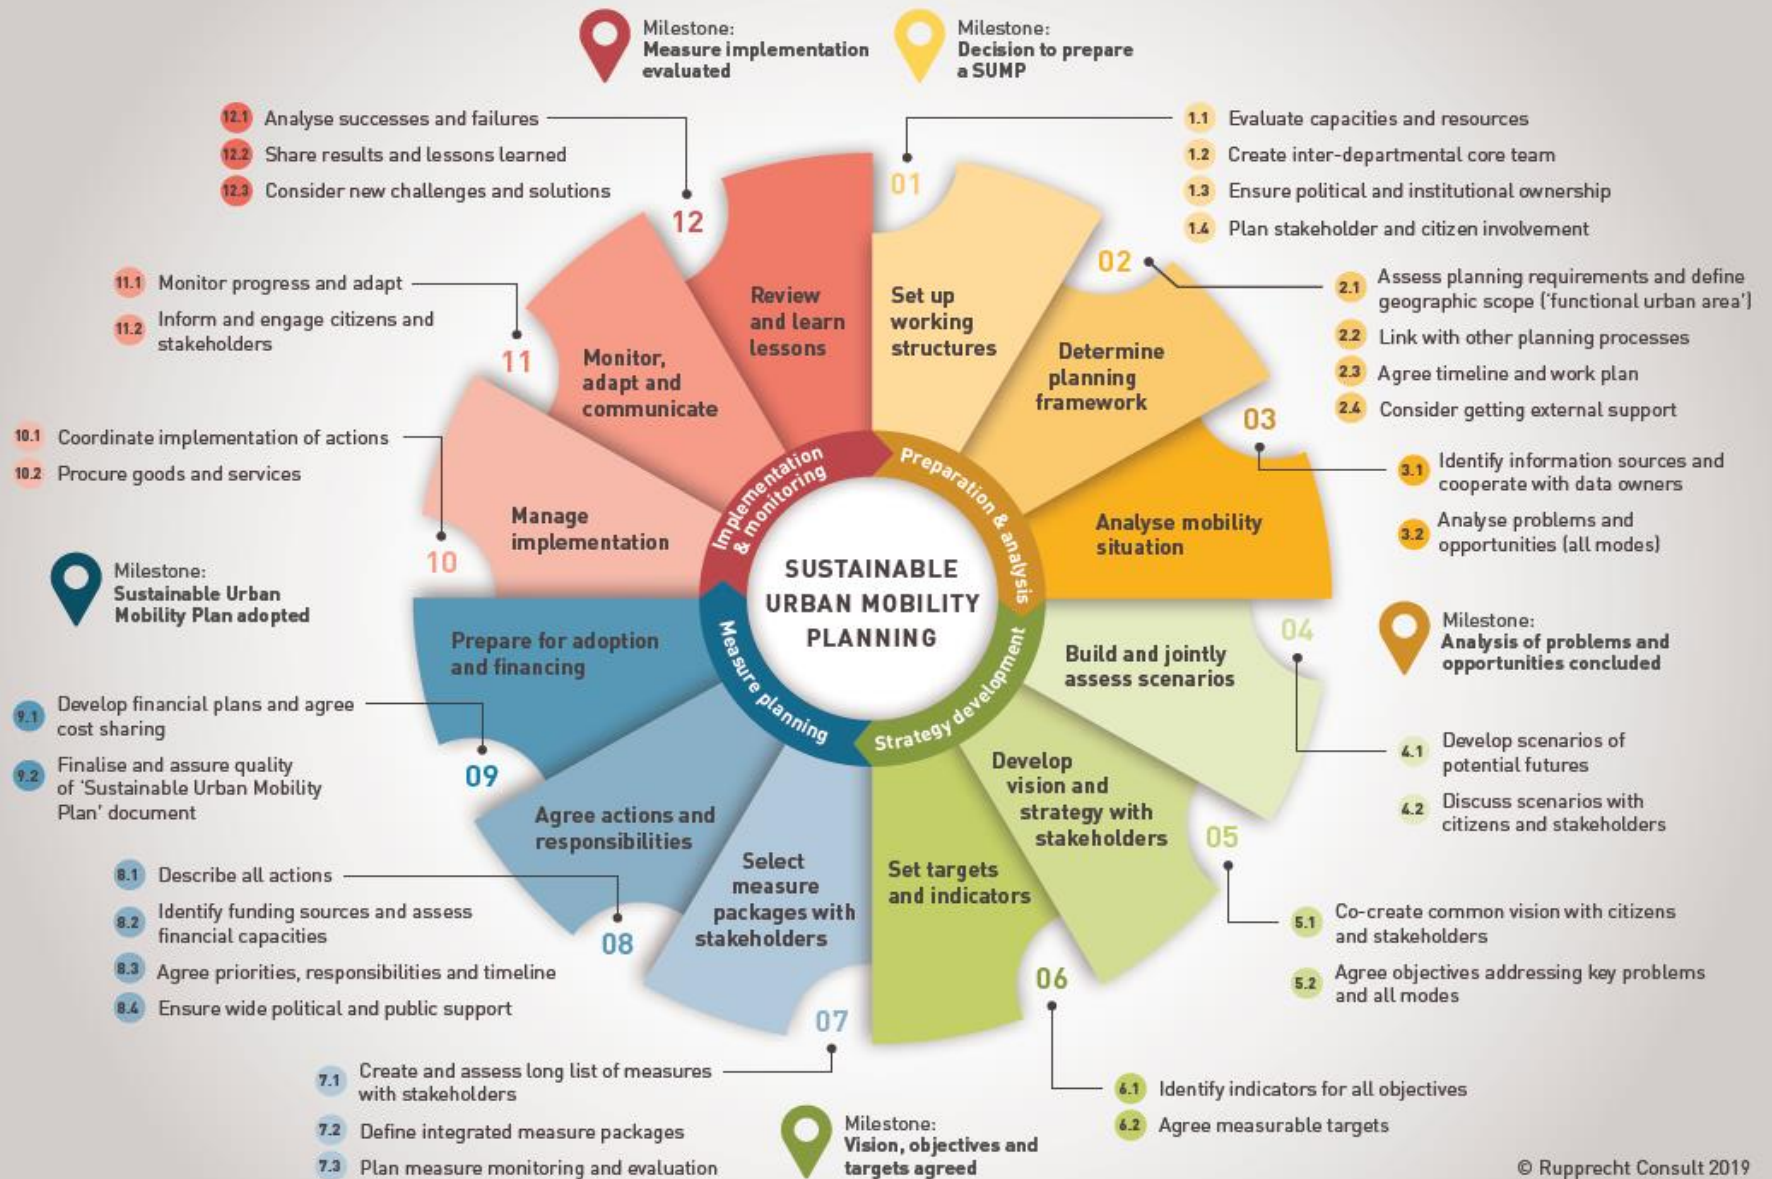 Milestone:
Measure implementation
evaluated
Milestone:
Decision to prepare
a SUMP
12.1 Analyse successes and failures
12.2 Share results and lessons learned
12.3 Consider new challenges and solutions
1.1 Evaluate capacities and resources
1.2 Create inter-departmental core team
1.3 Ensure political and institutional ownership
1.4 Plan stakeholder and citizen involvement
01
Set up
working
structures
02
Determine
planning
framework
2.1 Assess planning requirements and define
geographic scope ('functional urban area')
2.2 Link with other planning processes
2.3 Agree timeline and work plan
2.4 Consider getting external support
03
Analyse mobility
situation
3.1 Identify information sources and
cooperate with data owners
3.2 Analyse problems and
opportunities (all modes)
Milestone:
Analysis of problems and
opportunities concluded
04
Build and jointly
assess scenarios
4.1 Develop scenarios of
potential futures
4.2 Discuss scenarios with
citizens and stakeholders
05
Develop
vision and
strategy with
stakeholders
5.1 Co-create common vision with citizens
and stakeholders
5.2 Agree objectives addressing key problems
and all modes
06
Set targets
and indicators
6.1 Identify indicators for all objectives
6.2 Agree measurable targets
Milestone:
Vision, objectives and
targets agreed
07
Select
measure
packages with
stakeholders
7.1 Create and assess long list of measures
with stakeholders
7.2 Define integrated measure packages
7.3 Plan measure monitoring and evaluation
08
Agree actions and
responsibilities
8.1 Describe all actions
8.2 Identify funding sources and assess
financial capacities
8.3 Agree priorities, responsibilities and timeline
8.4 Ensure wide political and public support
09
Prepare for adoption
and financing
9.1 Develop financial plans and agree
cost sharing
9.2 Finalise and assure quality
of 'Sustainable Urban Mobility
Plan' document
Milestone:
Sustainable Urban
Mobility Plan adopted
10
Manage
implementation
10.1 Coordinate implementation of actions
10.2 Procure goods and services
11
Monitor,
adapt and
communicate
11.1 Monitor progress and adapt
11.2 Inform and engage citizens and
stakeholders
12
Review
and learn
lessons
Preparation & analysis
Strategy development
Measure planning
Implementation
& monitoring
SUSTAINABLE
URBAN MOBILITY
PLANNING
© Rupprecht Consult 2019